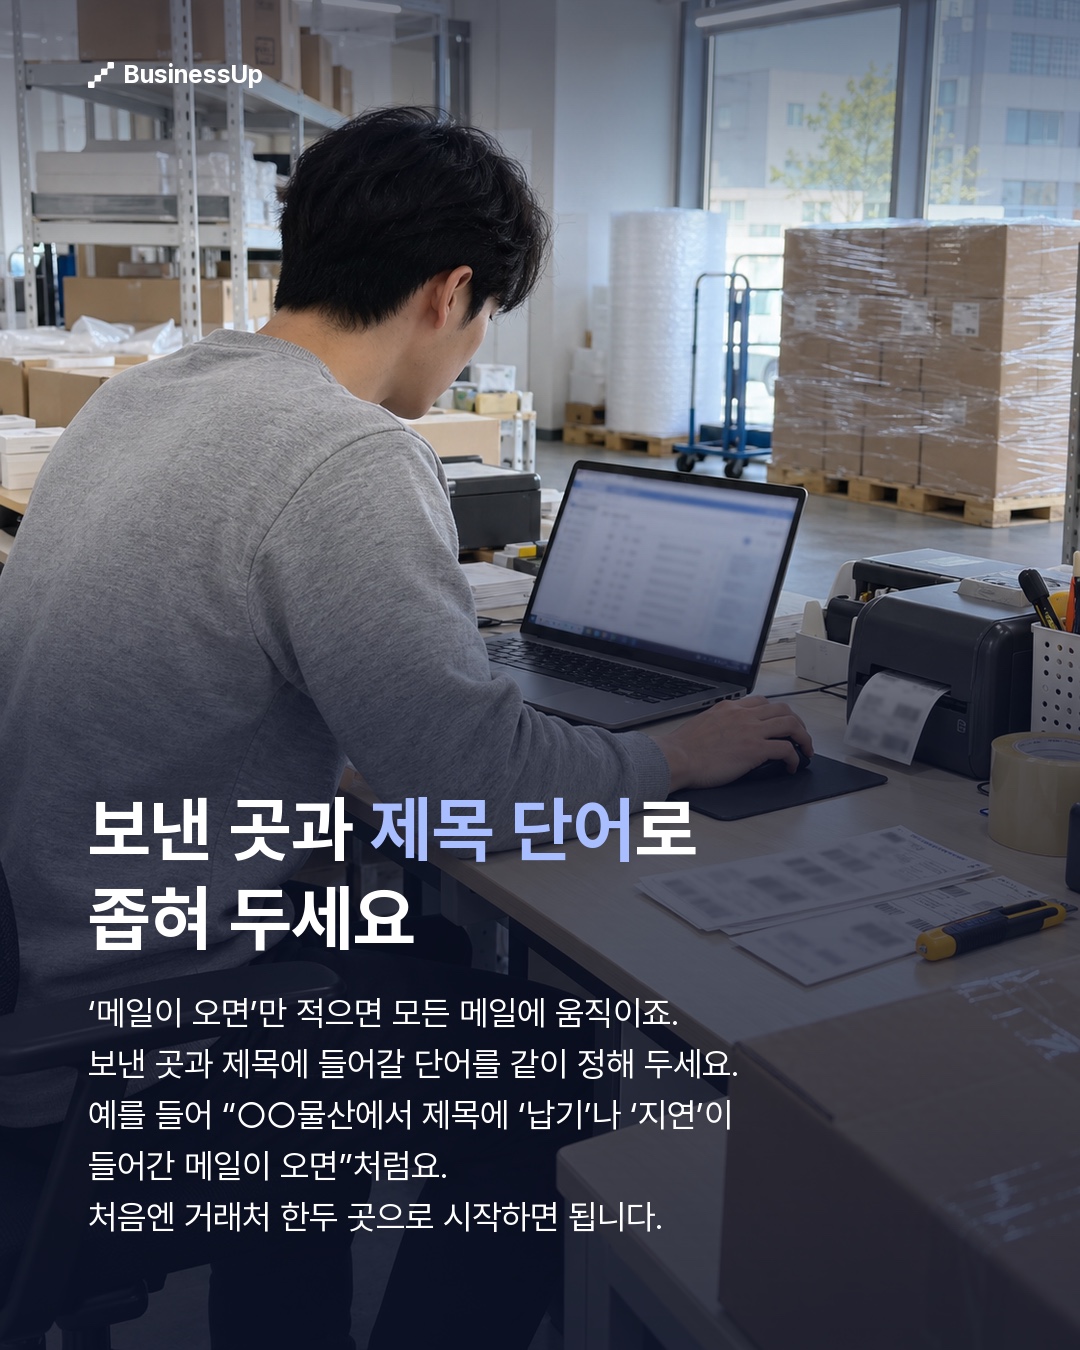 BusinessUp
보낸 곳과 제목 단어로
좁혀 두세요
‘메일이 오면’만 적으면 모든 메일에 움직이죠.
보낸 곳과 제목에 들어갈 단어를 같이 정해 두세요.
예를 들어 “○○물산에서 제목에 ‘납기’나 ‘지연’이
들어간 메일이 오면”처럼요.
처음엔 거래처 한두 곳으로 시작하면 됩니다.